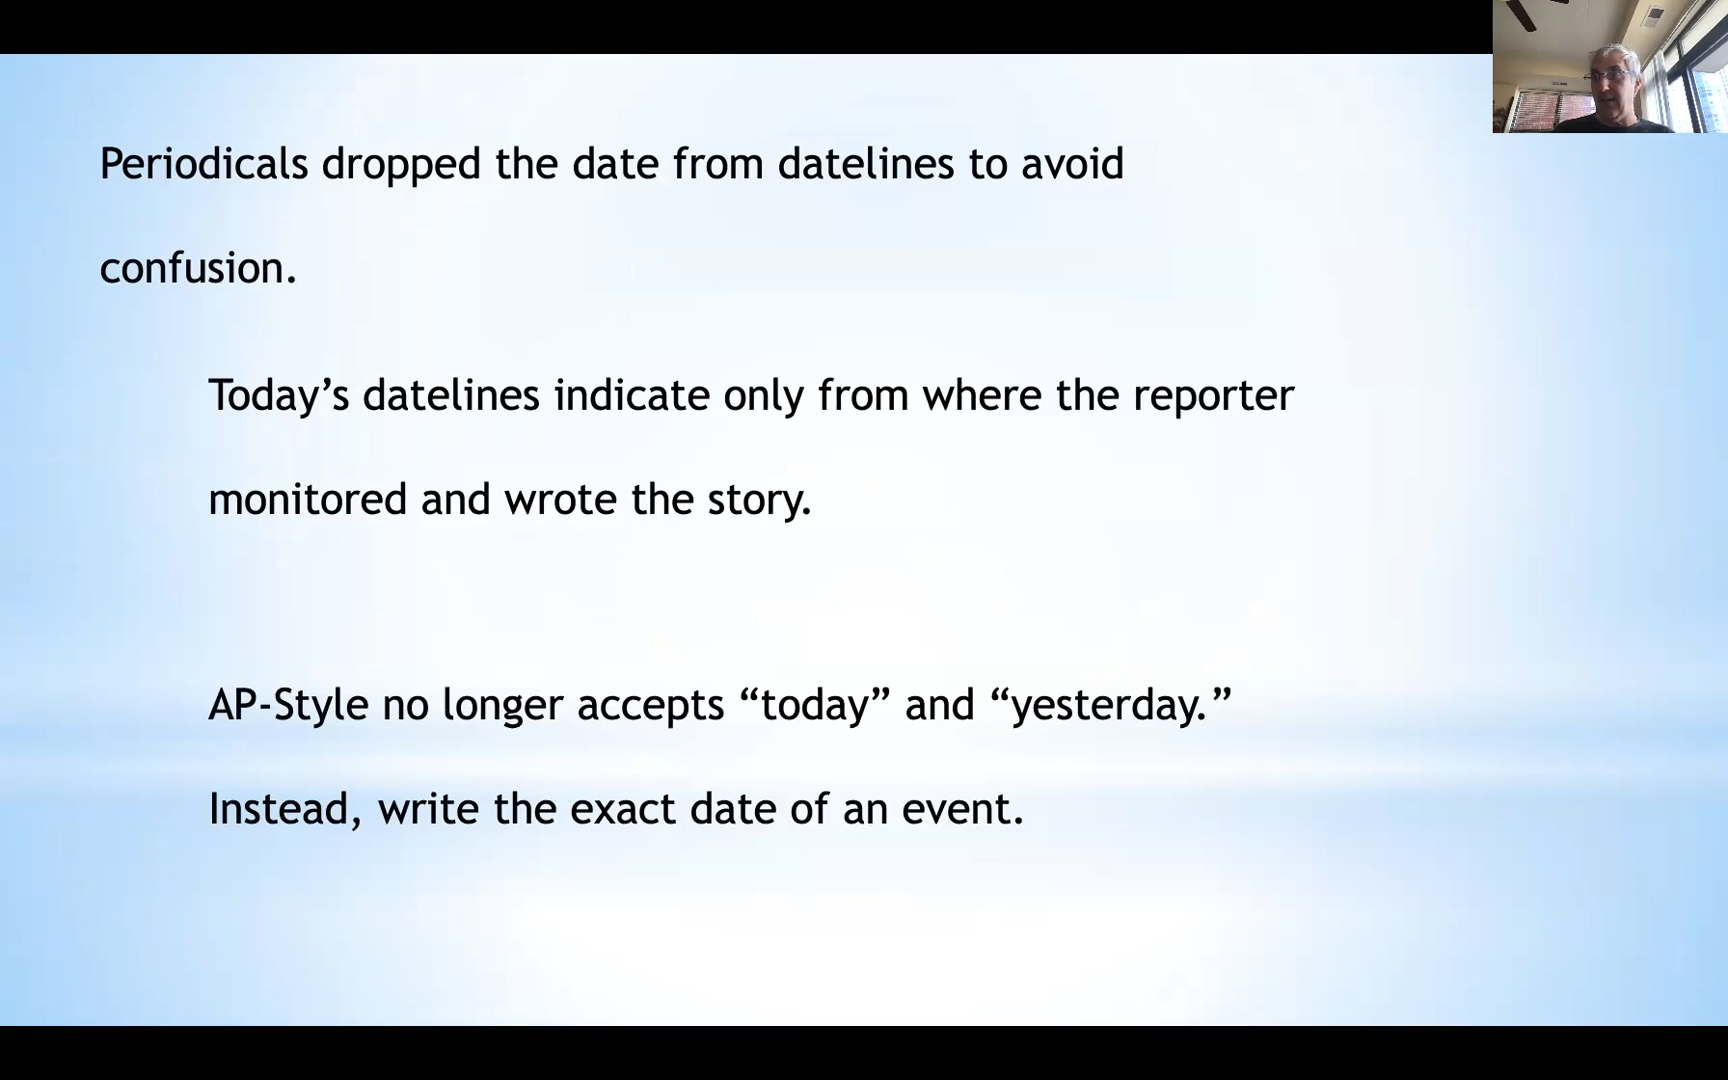 Periodicals dropped the date from datelines to avoid
confusion.
Today’s datelines indicate only from where the reporter
monitored and wrote the story.
AP-Style no longer accepts “today” and “yesterday.”
Instead, write the exact date of an event.